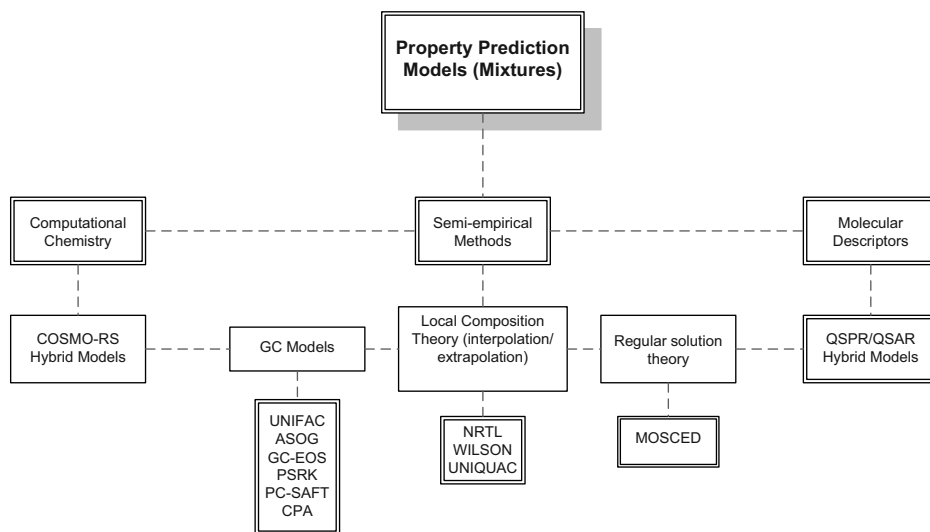 Property Prediction
Models (Mixtures)
Computational
Chemistry
Semi-empirical
Methods
Molecular
Descriptors
COSMO-RS
Hybrid Models
GC Models
Local Composition
Theory (interpolation/
extrapolation)
Regular solution
theory
QSPR/QSAR
Hybrid Models
UNIFAC
ASOG
GC-EOS
PSRK
PC-SAFT
CPA
NRTL
WILSON
UNIQUAC
MOSCED